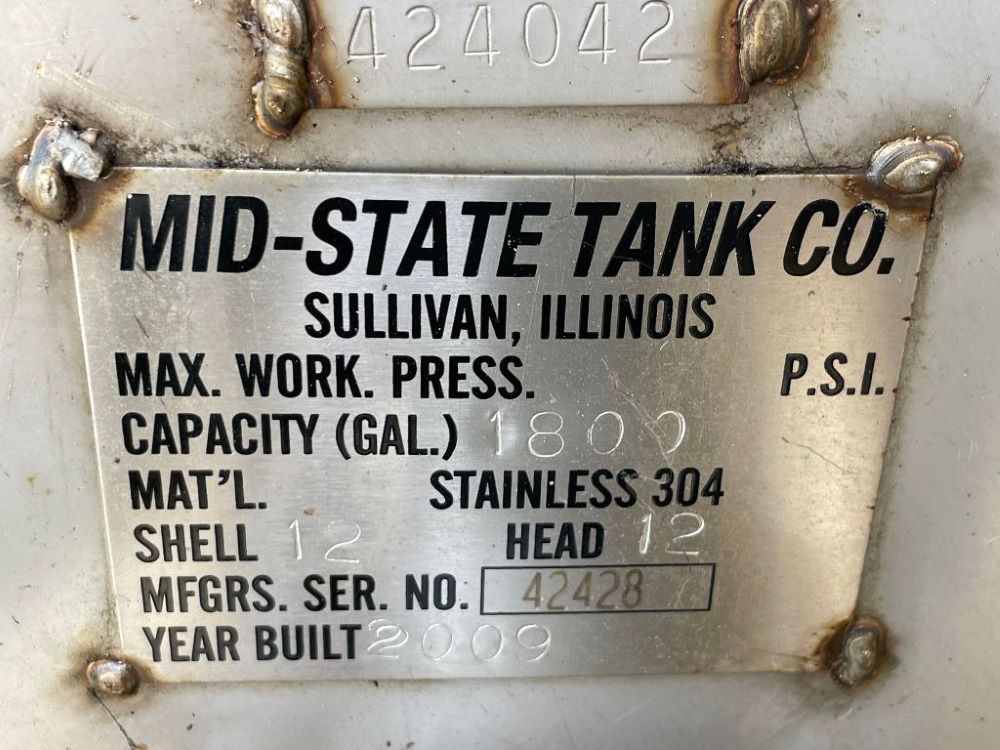 424042
MID-STATE TANK CO.
SULLIVAN, ILLINOIS
MAX. WORK. PRESS. P.S.I.
CAPACITY (GAL.) 1800
MAT'L. STAINLESS 304
SHELL 12 HEAD 12
MFGRS. SER. NO. 42428
YEAR BUILT 2009